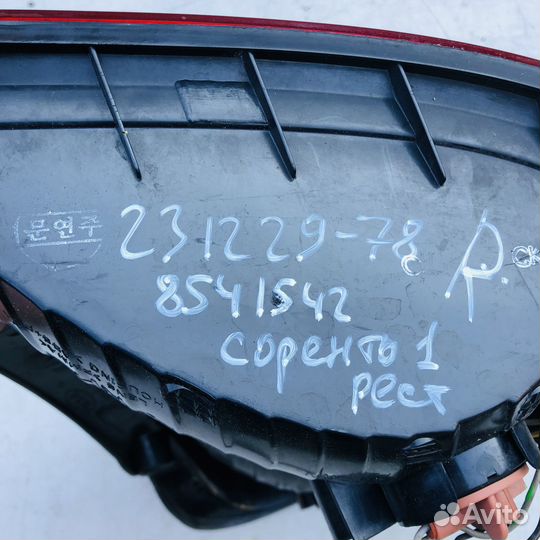 문연주
231229-78 R.
8541542
Соренто 1
рест
Avito